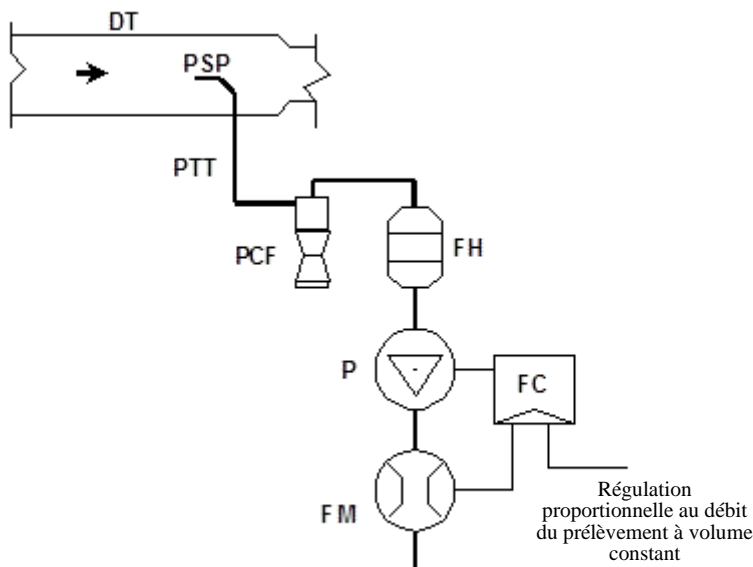 DT
PSP
PTT
PCF
FH
P
FC
FM
Régulation
proportionnelle au débit
du prélèvement à volume
constant